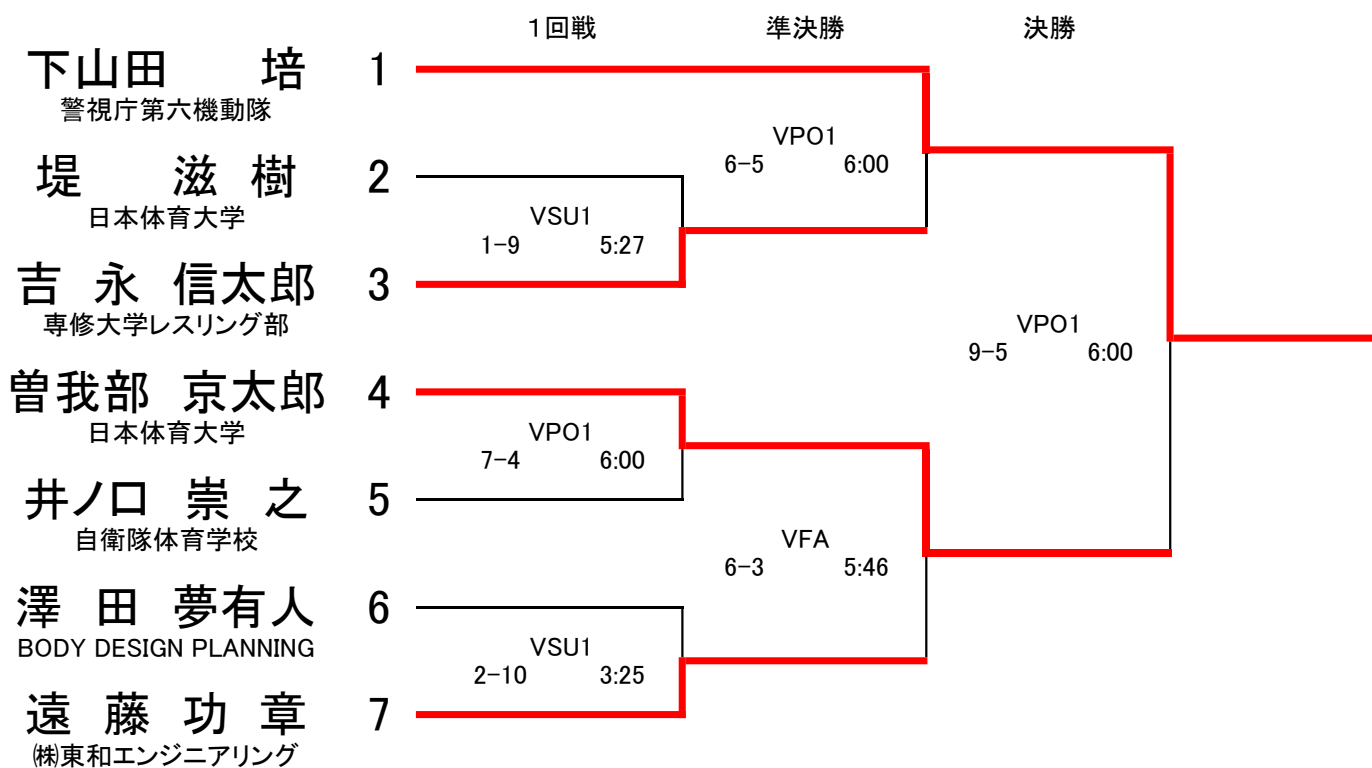 1回戦 準決勝 決勝
下山田 培 1
警視庁第六機動隊
VPO1
6-5 6:00
堤 滋樹 2
日本体育大学
VSU1
1-9 5:27
吉永 信太郎 3
専修大学レスリング部
VPO1
9-5 6:00
曽我部 京太郎 4
日本体育大学
VPO1
7-4 6:00
井ノ口 崇之 5
自衛隊体育学校
VFA
6-3 5:46
澤田 夢有人 6
BODY DESIGN PLANNING
VSU1
2-10 3:25
遠藤 功章 7
㈱東和エンジニアリング